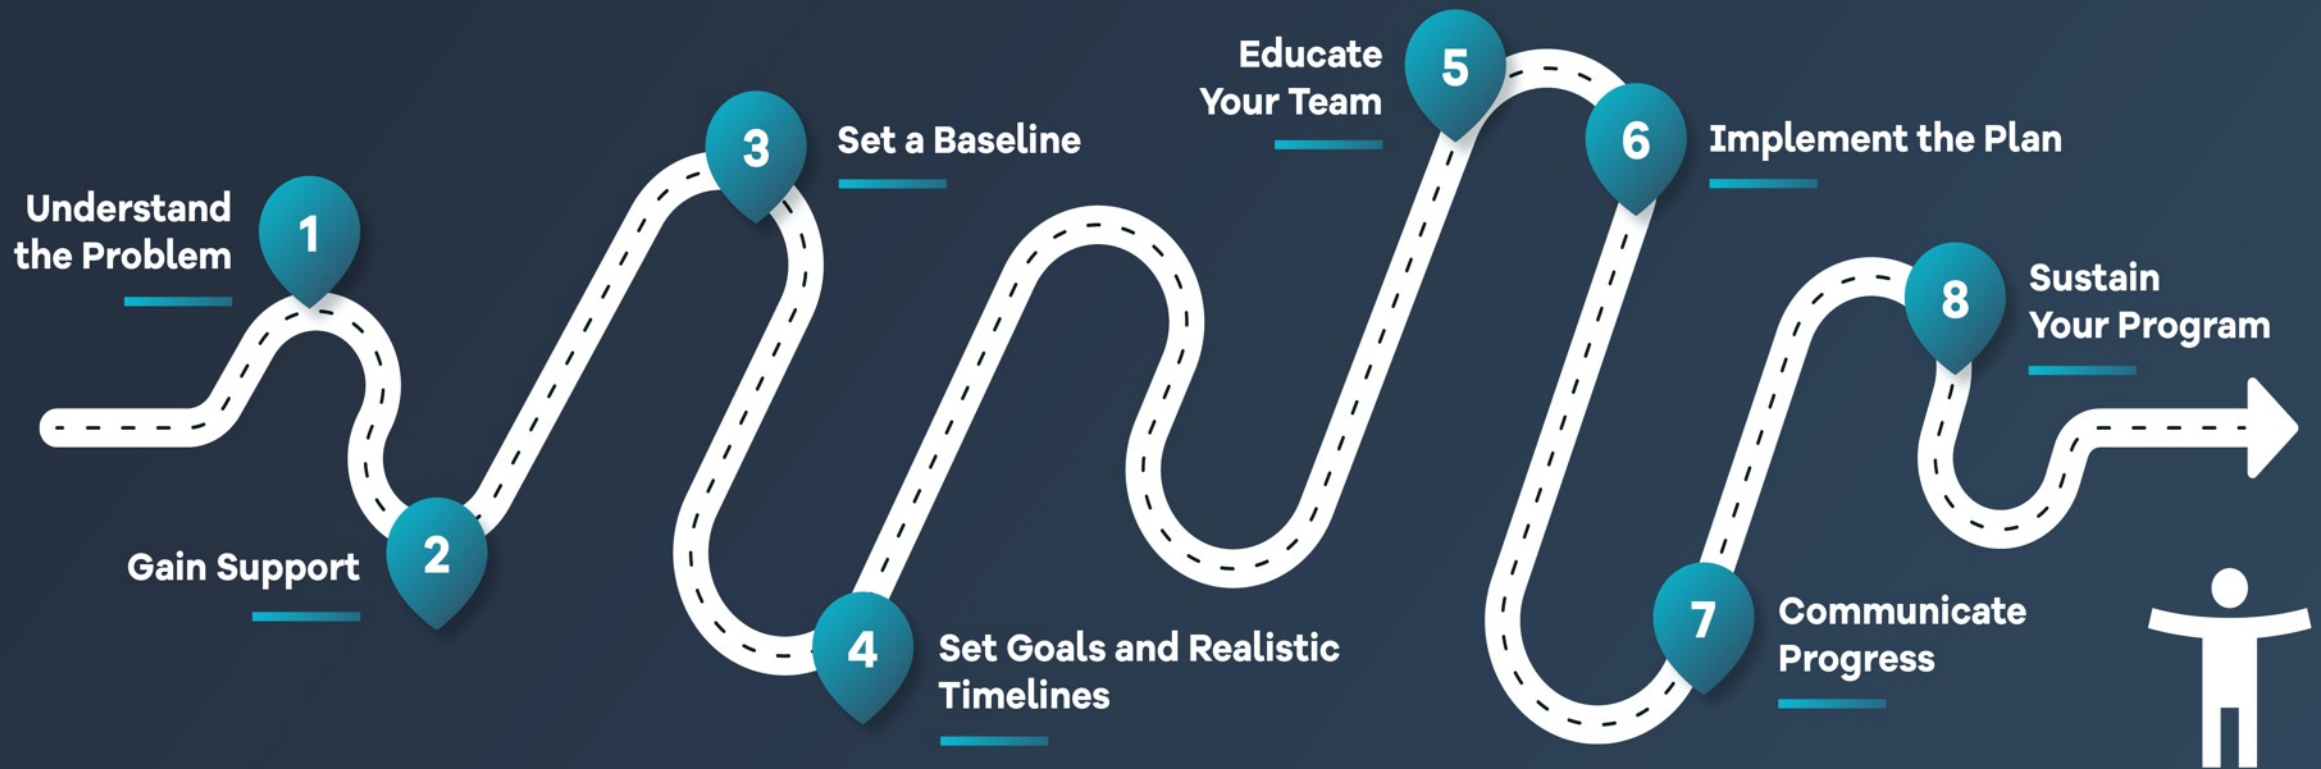 1
Understand
the Problem
2
Gain Support
3
Set a Baseline
4
Set Goals and Realistic
Timelines
5
Educate
Your Team
6
Implement the Plan
7
Communicate
Progress
8
Sustain
Your Program